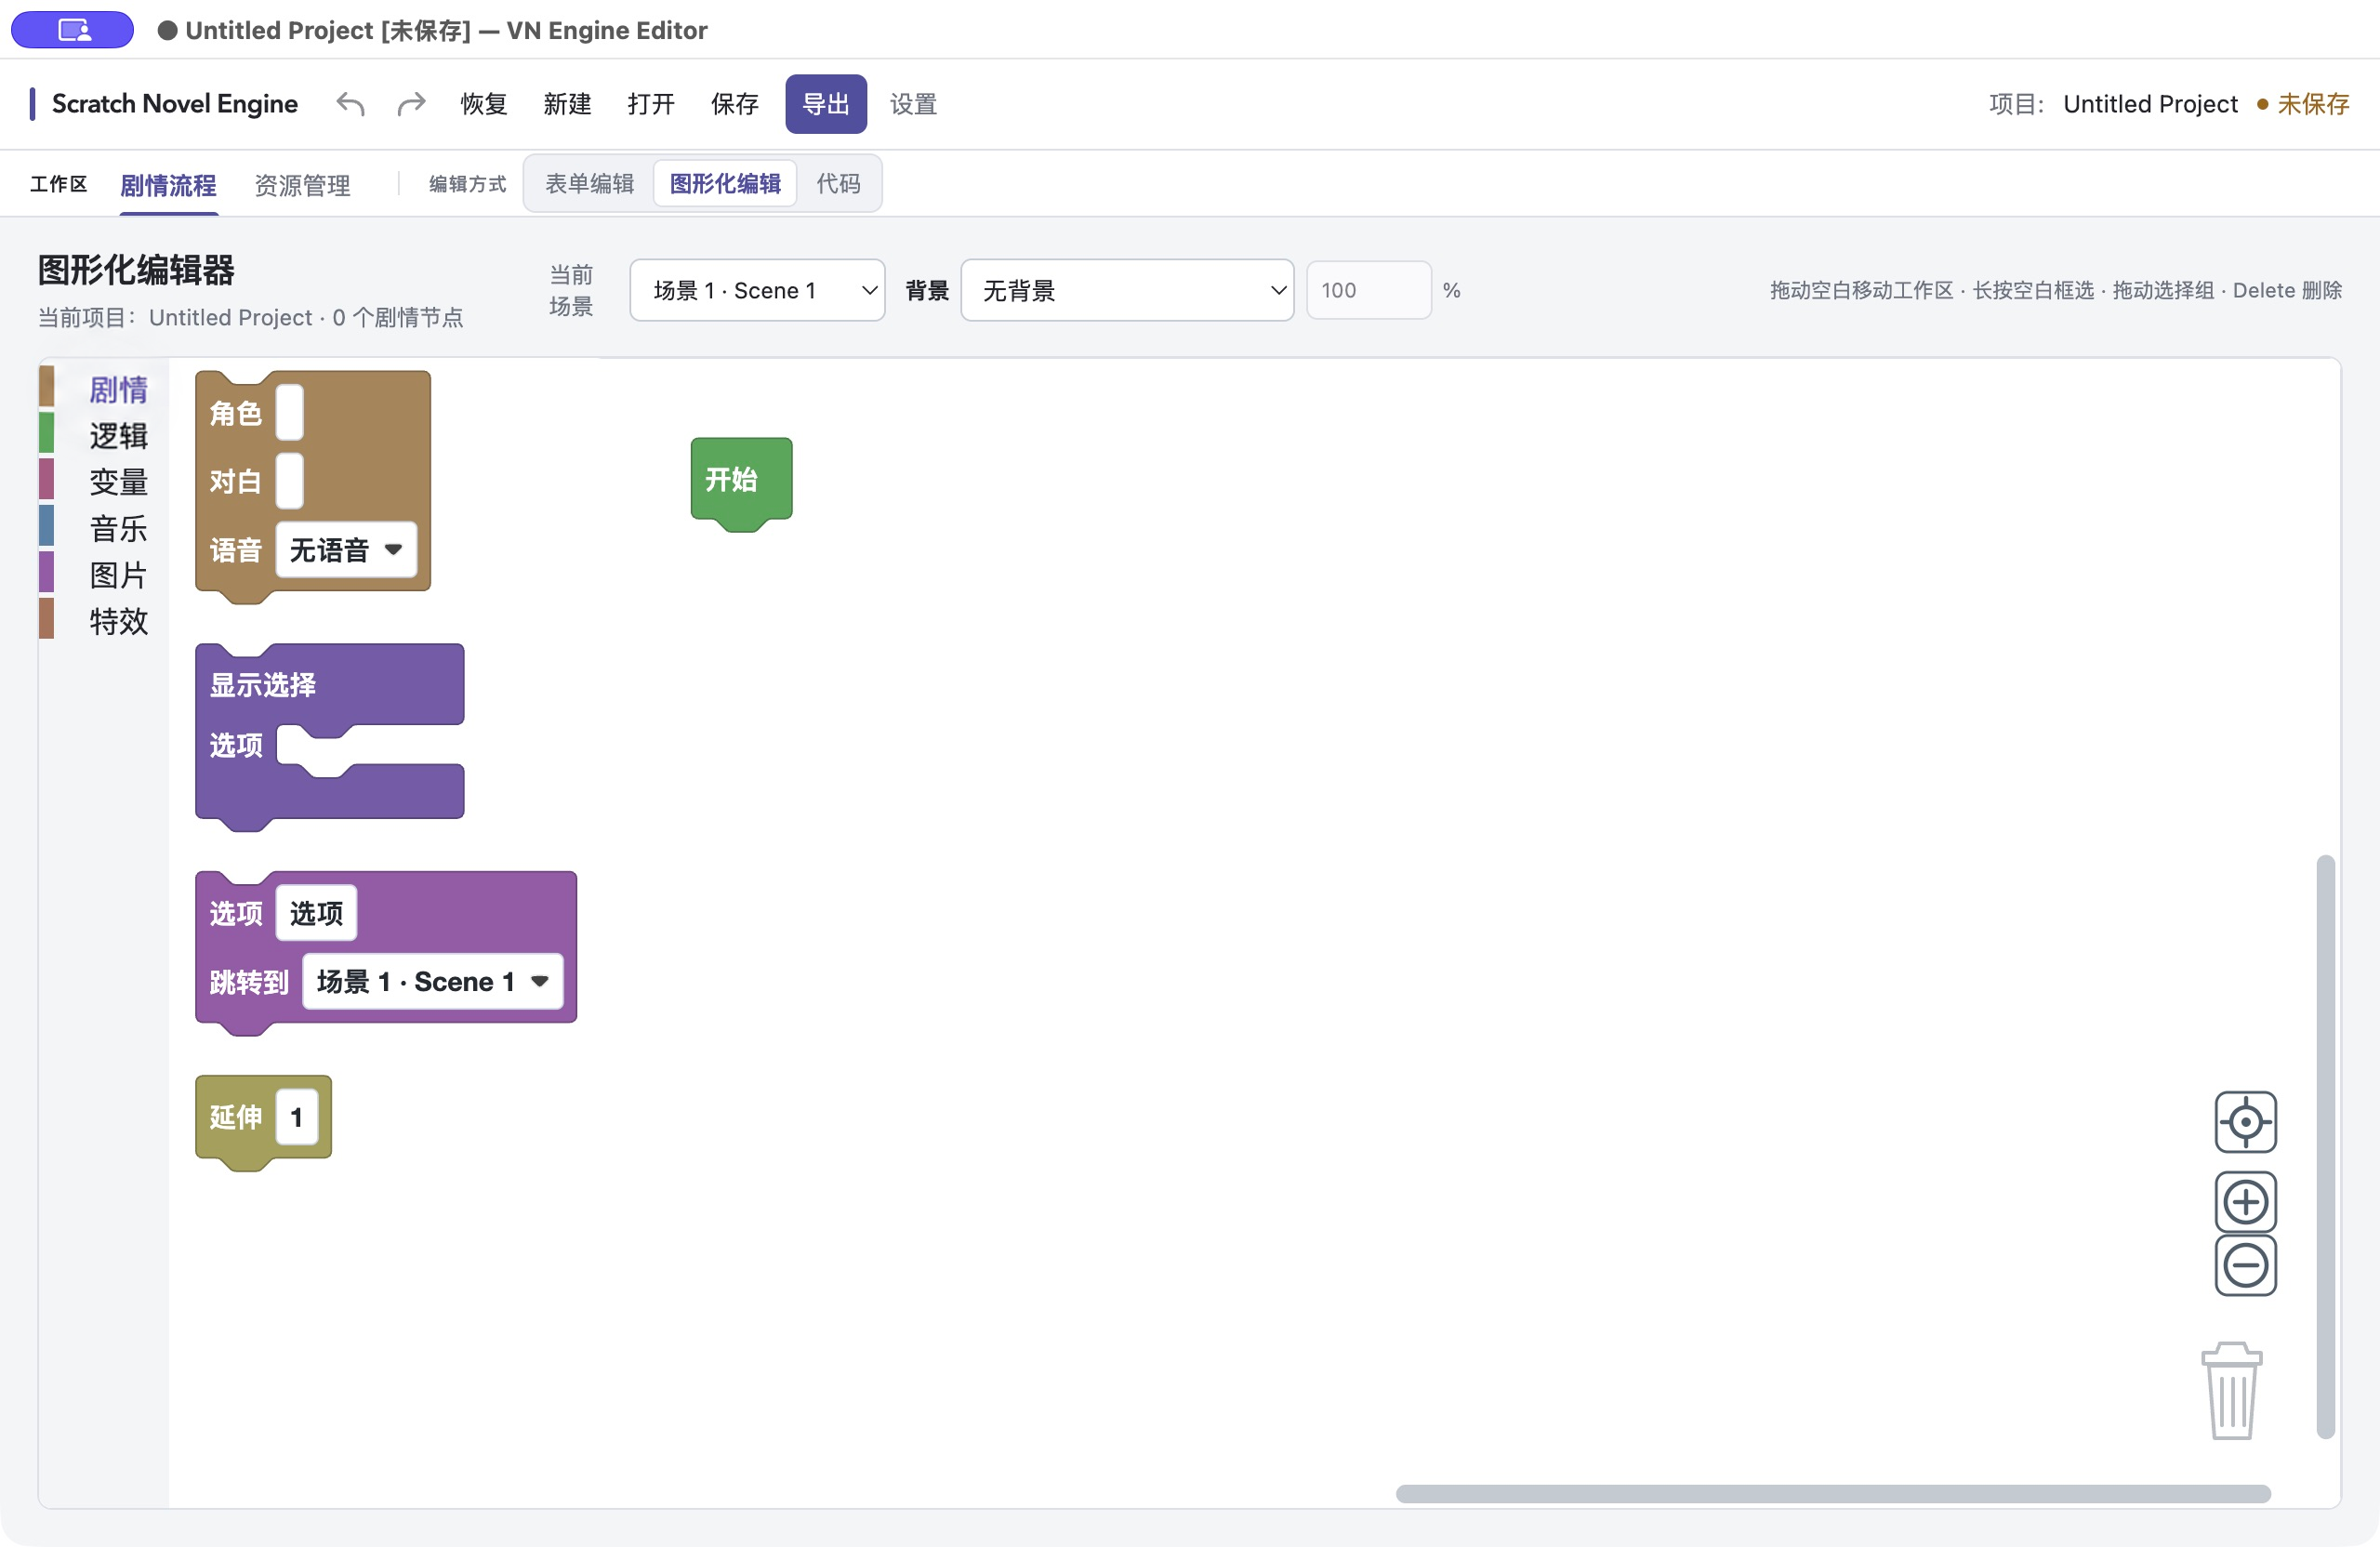 Untitled Project [未保存] — VN Engine Editor
Scratch Novel Engine 恢复 新建 打开 保存 导出 设置 项目: Untitled Project 未保存
工作区 剧情流程 资源管理 编辑方式 表单编辑 图形化编辑 代码
图形化编辑器
当前项目: Untitled Project · 0 个剧情节点
当前
场景
场景 1 · Scene 1 背景 无背景 100 %
拖动空白移动工作区 · 长按空白框选 · 拖动选择组 · Delete 删除
剧情
逻辑
变量
音乐
图片
特效
角色
对白
语音 无语音
显示选择
选项
选项 选项
跳转到 场景 1 · Scene 1
延伸 1
开始